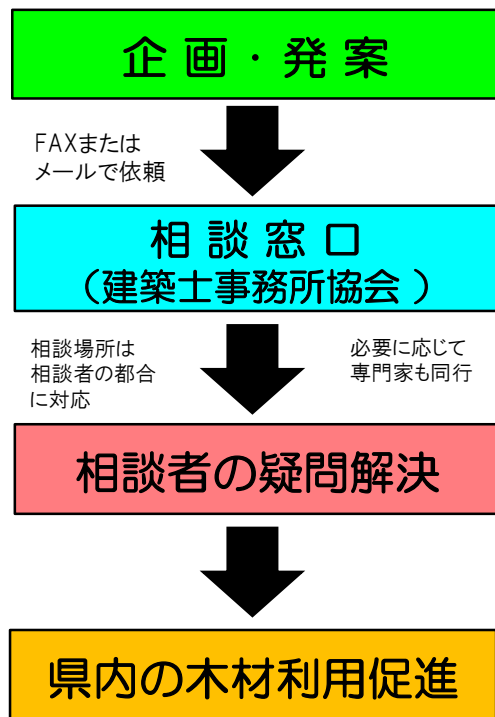 企画・発案
FAXまたは
メールで依頼
相談窓口
（建築士事務所協会）
相談場所は
相談者の都合
に対応
必要に応じて
専門家も同行
相談者の疑問解決
県内の木材利用促進